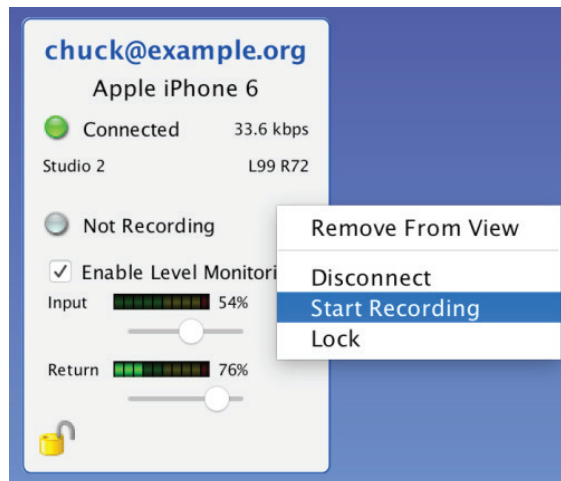 chuck@example.org
Apple iPhone 6
Connected 33.6 kbps
Studio 2 L99 R72
Not Recording
Enable Level Monitori
Input 54%
Return 76%
Remove From View
Disconnect
Start Recording
Lock